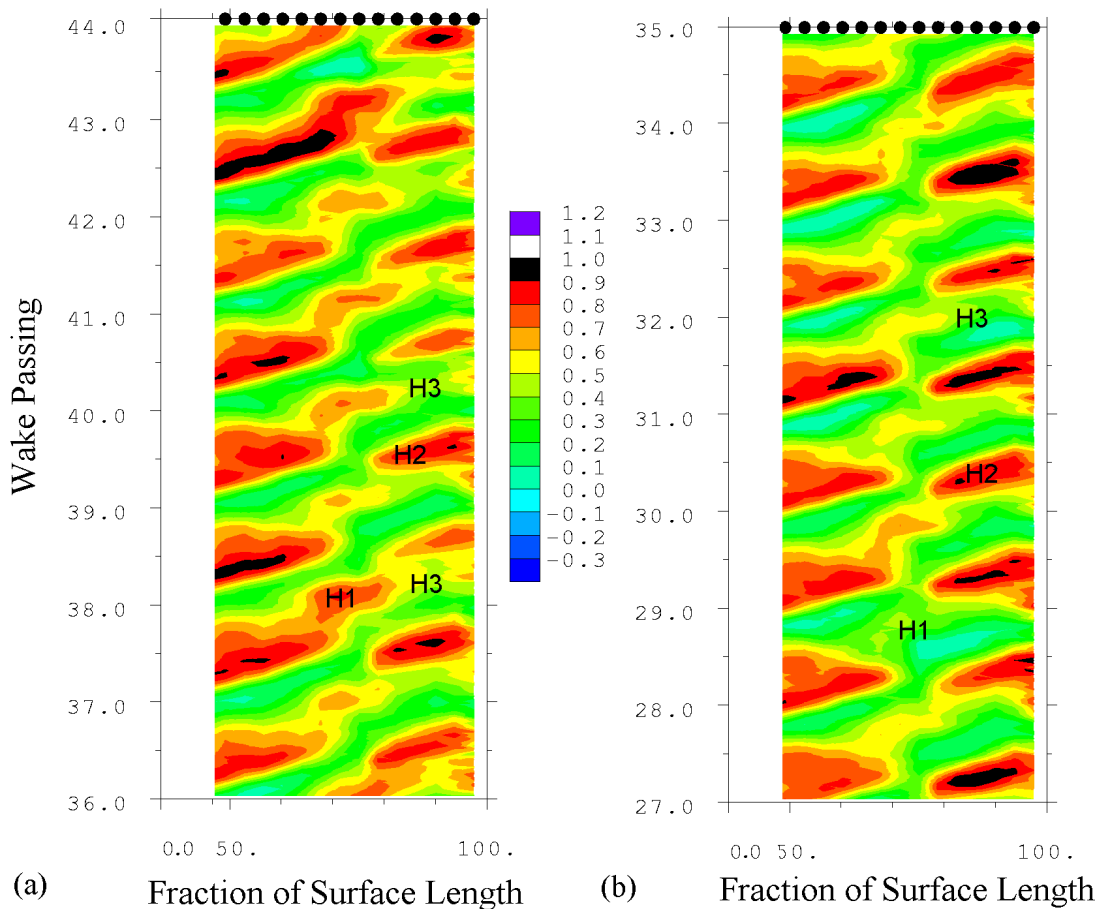 Wake Passing
44.0
43.0
42.0
41.0
40.0
39.0
38.0
37.0
36.0
H3
H2
H3
H1
0.0 50. 100.
(a)
Fraction of Surface Length
1.2
1.1
1.0
0.9
0.8
0.7
0.6
0.5
0.4
0.3
0.2
0.1
0.0
-0.1
-0.2
-0.3
35.0
34.0
33.0
32.0
31.0
30.0
29.0
28.0
27.0
H3
H2
H1
0.0 50. 100.
(b)
Fraction of Surface Length